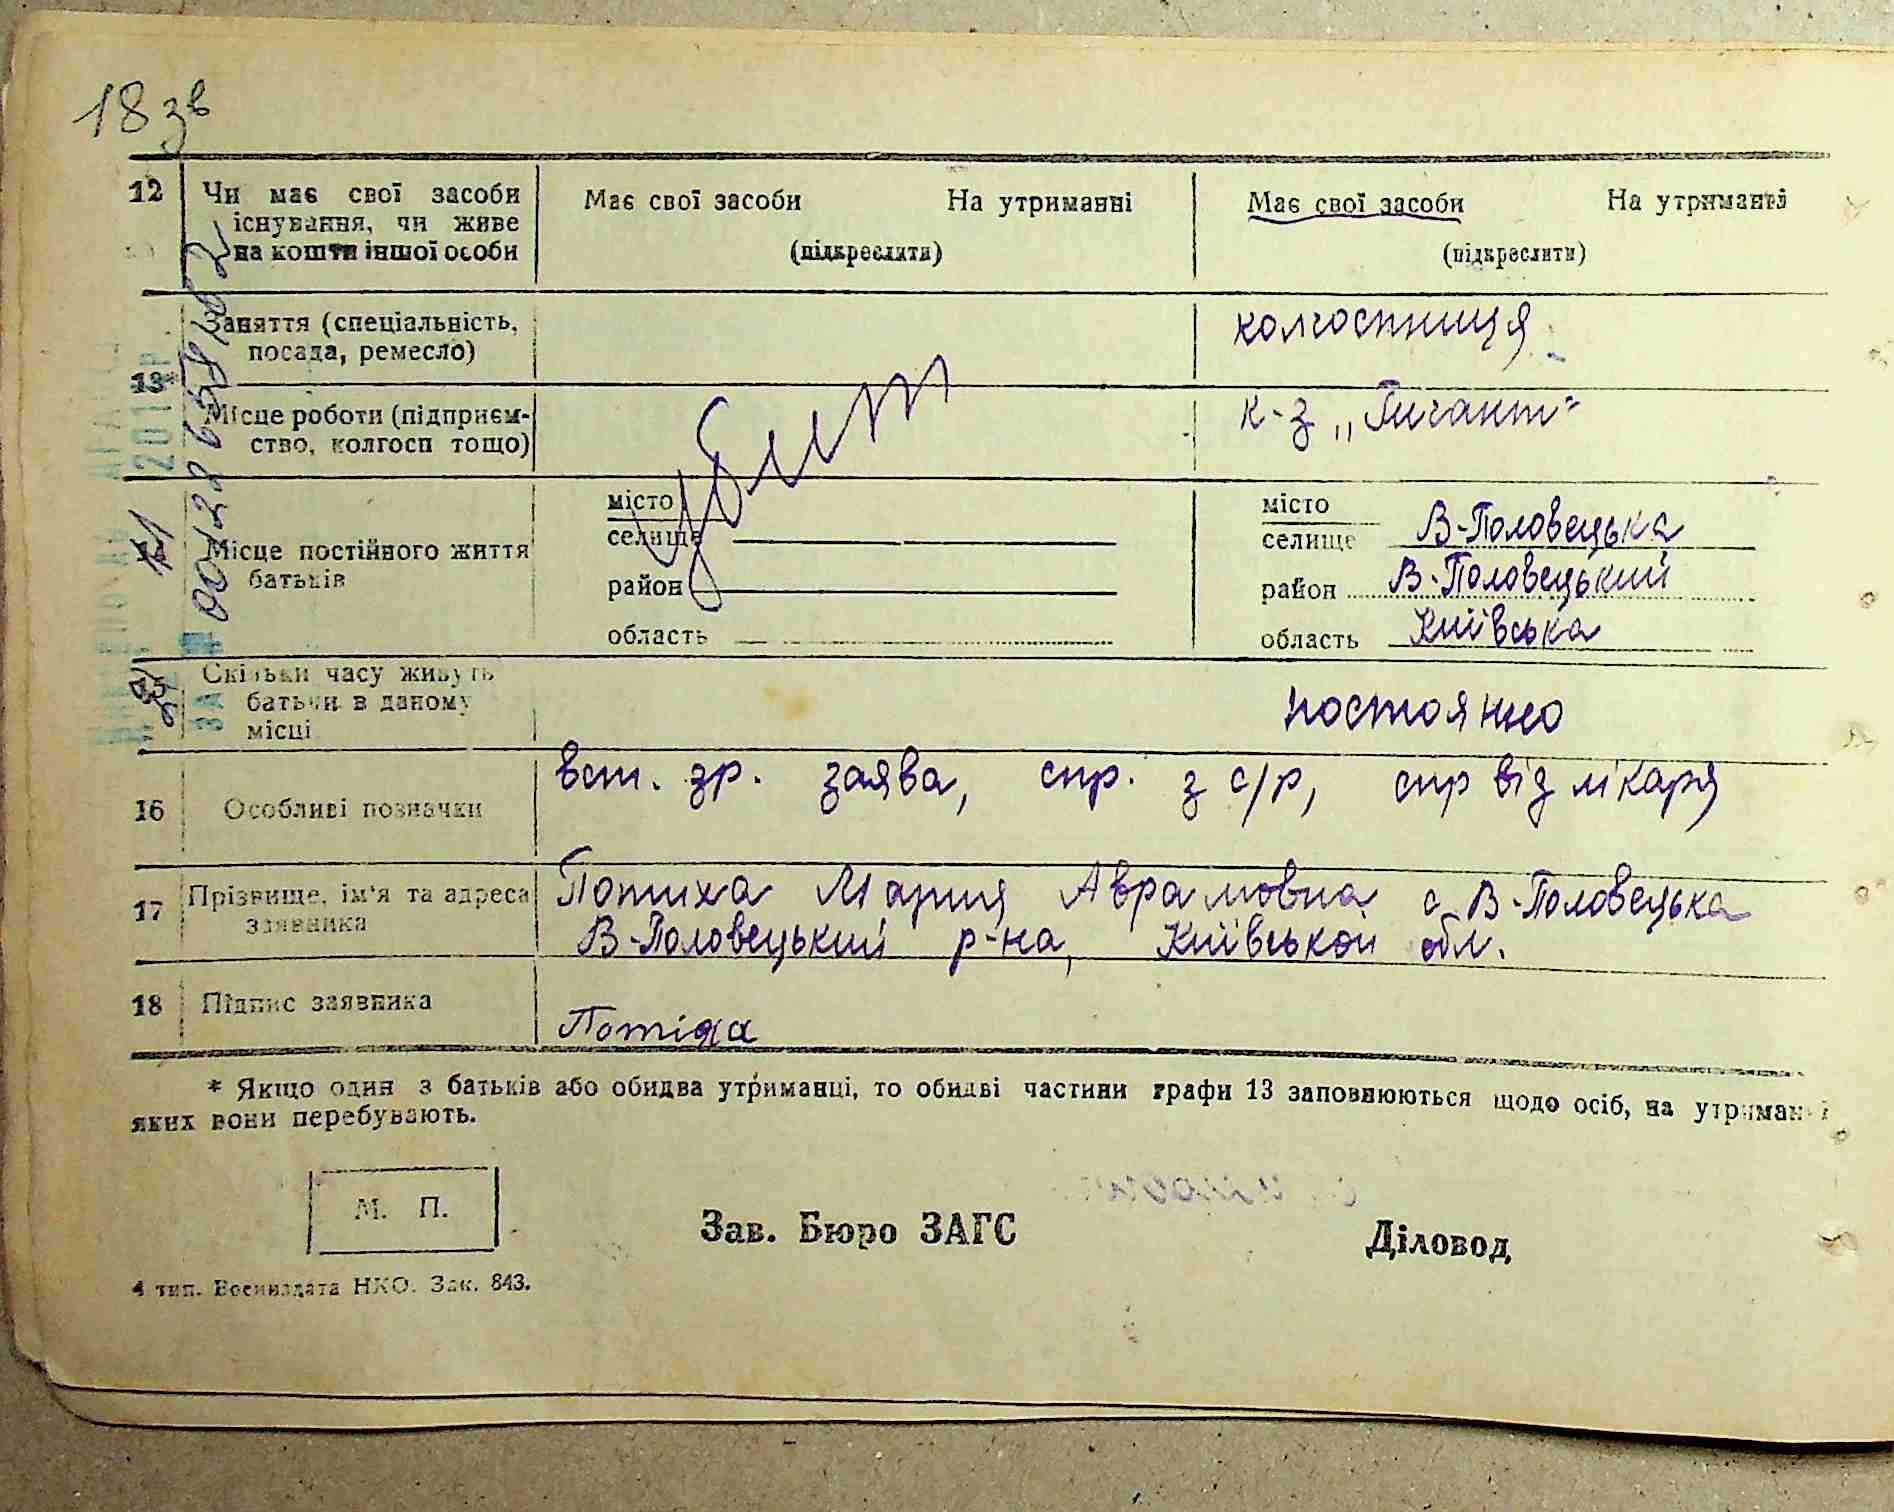 18 зв
12 Чи має свої засоби існування, чи живе на кошти іншої особи
Має свої засоби На утриманні
(підкреслити)
Має свої засоби На утриманні
(підкреслити)
13* Заняття (спеціальність, посада, ремесло)
колгоспниця
Місце роботи (підприємство, колгосп тощо)
к-з „Гигант"
убит
14 Місце постійного життя батьків
місто
селище
район
область
місто
селище В-Половецька
район В-Половецький
область Київська
15 Скільки часу живуть батьки в даному місці
постоянно
16 Особливі позначки
вст. зр. заява, спр. з с/р, спр від лікаря
17 Прізвище, ім'я та адреса заявника
Потиха Мария Аврамовна с В-Половецька
В-Половецький р-на, Київськой обл.
18 Підпис заявника
Потіха
* Якщо один з батьків або обидва утриманці, то обидві частини графи 13 заповнюються щодо осіб, на утриманні
яких вони перебувають.
М. П.
Зав. Бюро ЗАГС
Діловод
4 тип. Воениздата НКО. Зак. 843.